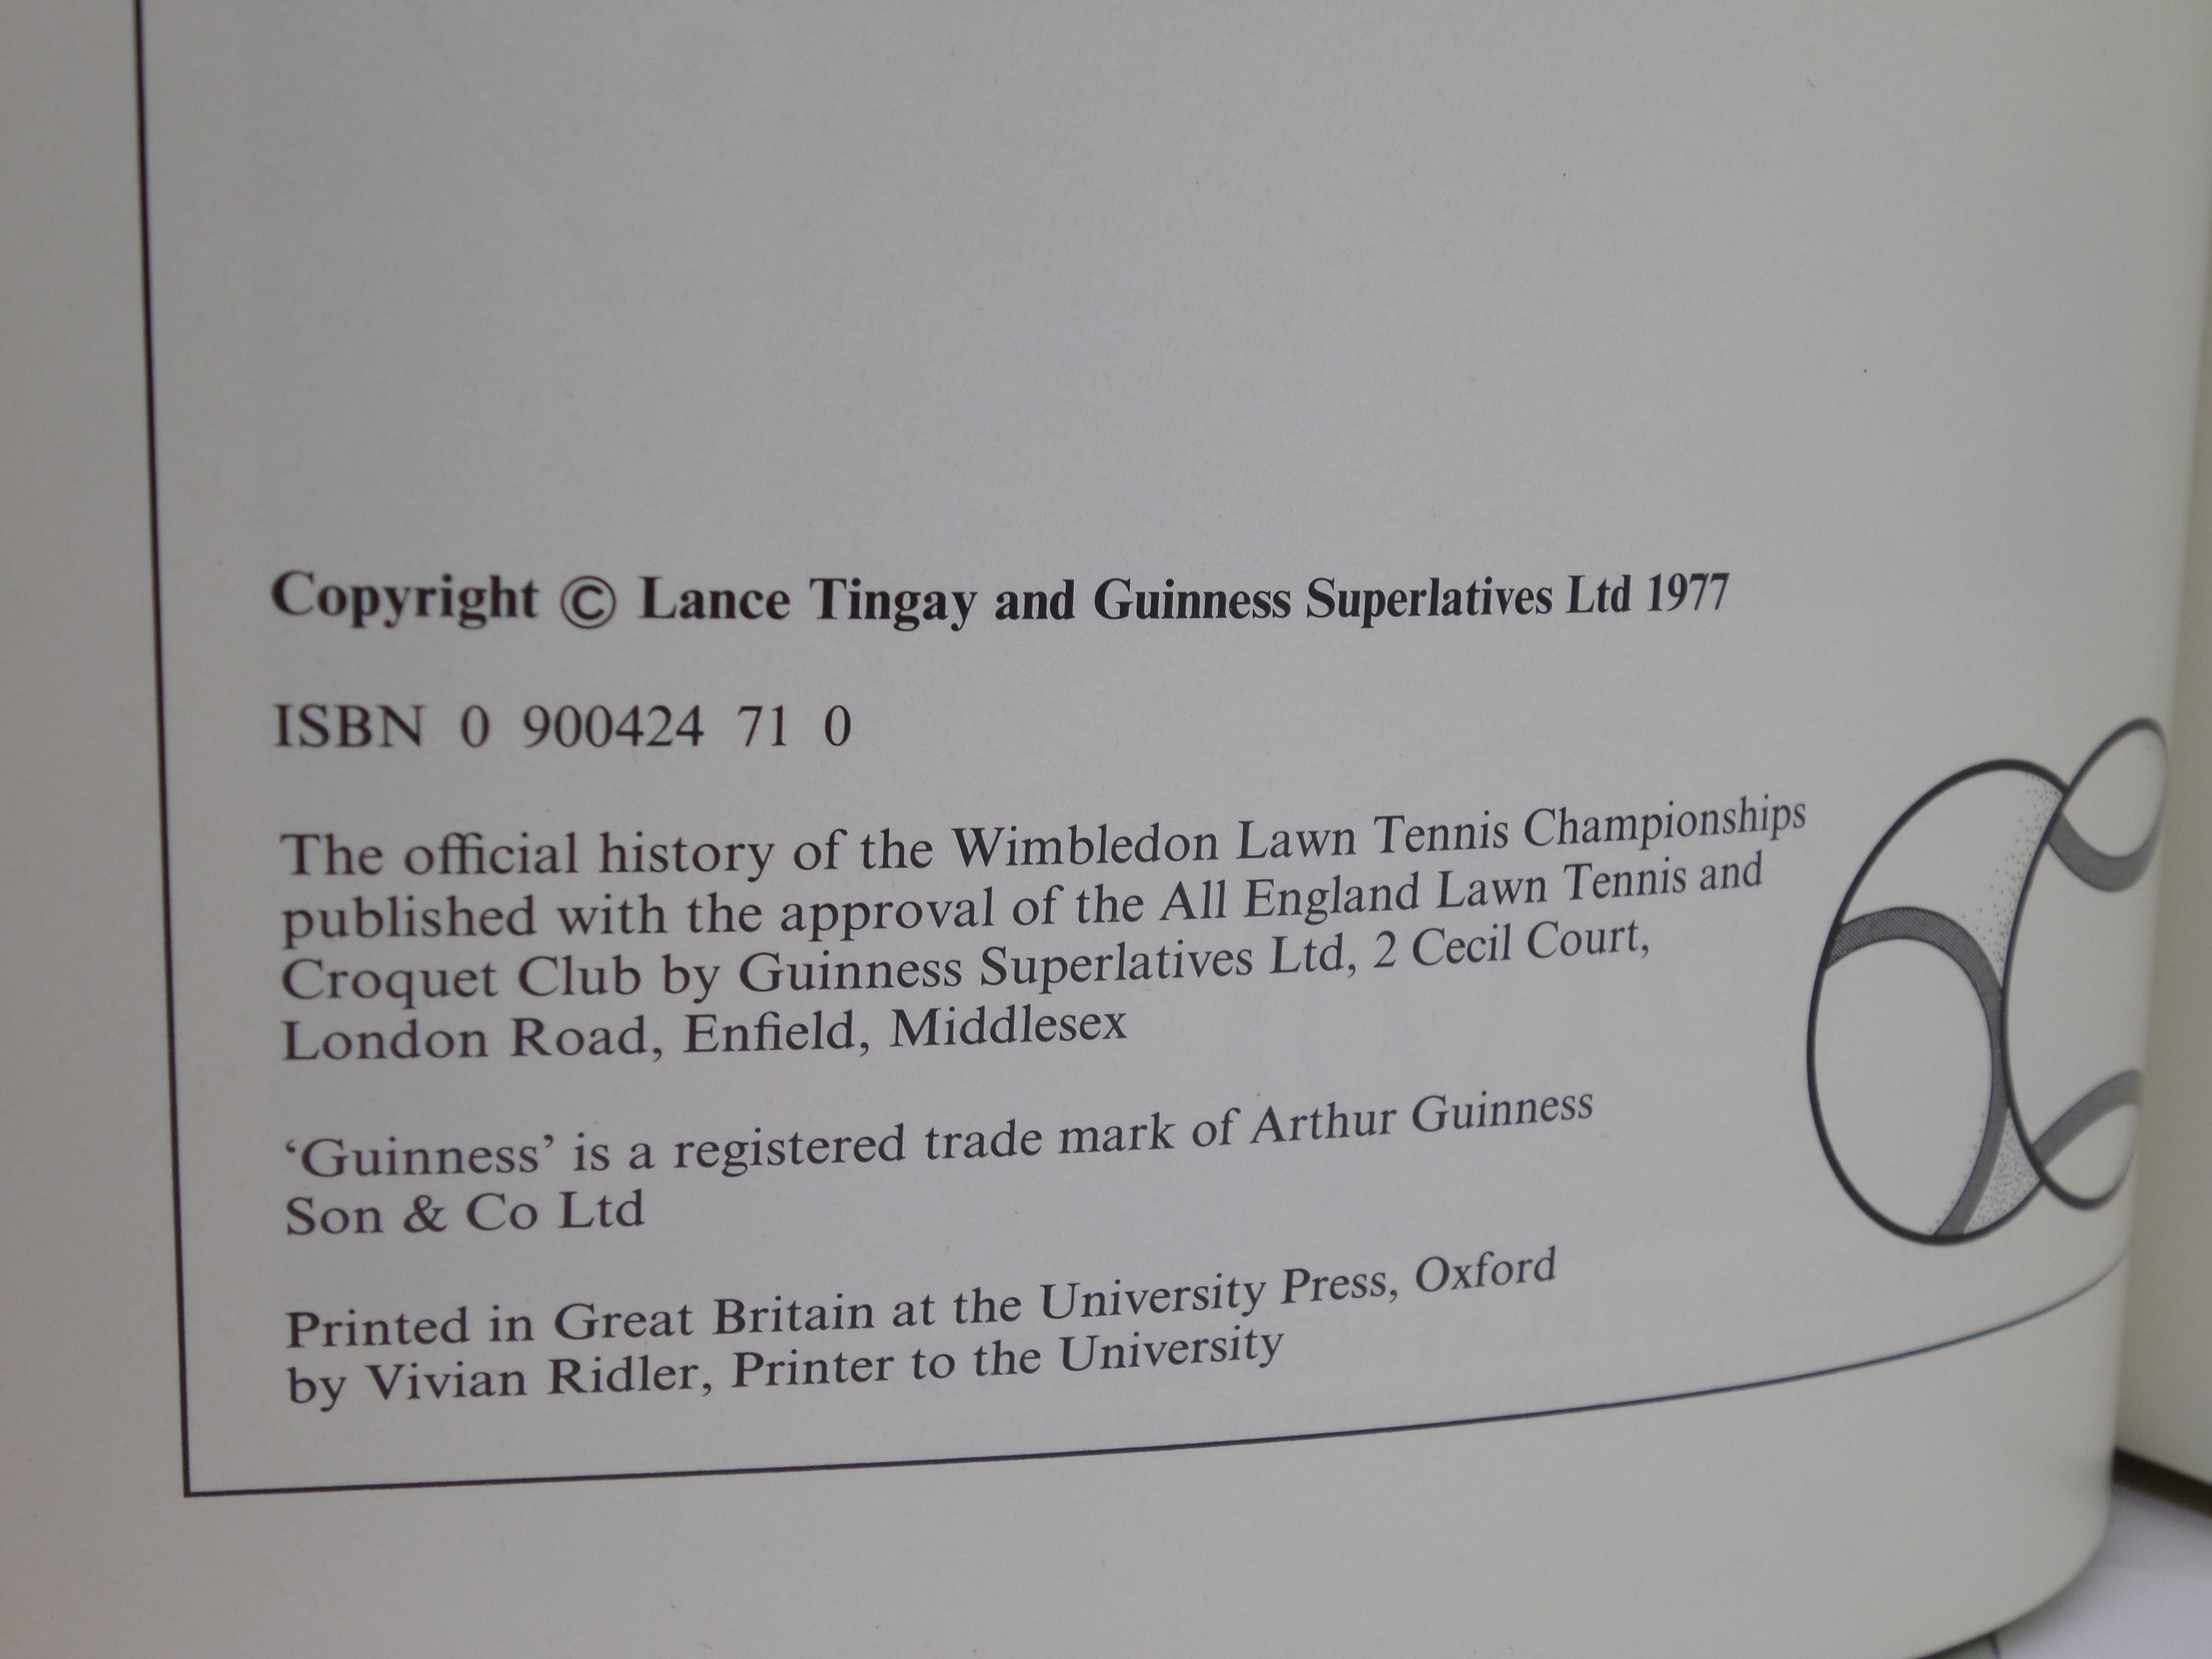 Copyright © Lance Tingay and Guinness Superlatives Ltd 1977
ISBN 0 900424 71 0
The official history of the Wimbledon Lawn Tennis Championships
published with the approval of the All England Lawn Tennis and
Croquet Club by Guinness Superlatives Ltd, 2 Cecil Court,
London Road, Enfield, Middlesex
‘Guinness’ is a registered trade mark of Arthur Guinness
Son & Co Ltd
Printed in Great Britain at the University Press, Oxford
by Vivian Ridler, Printer to the University